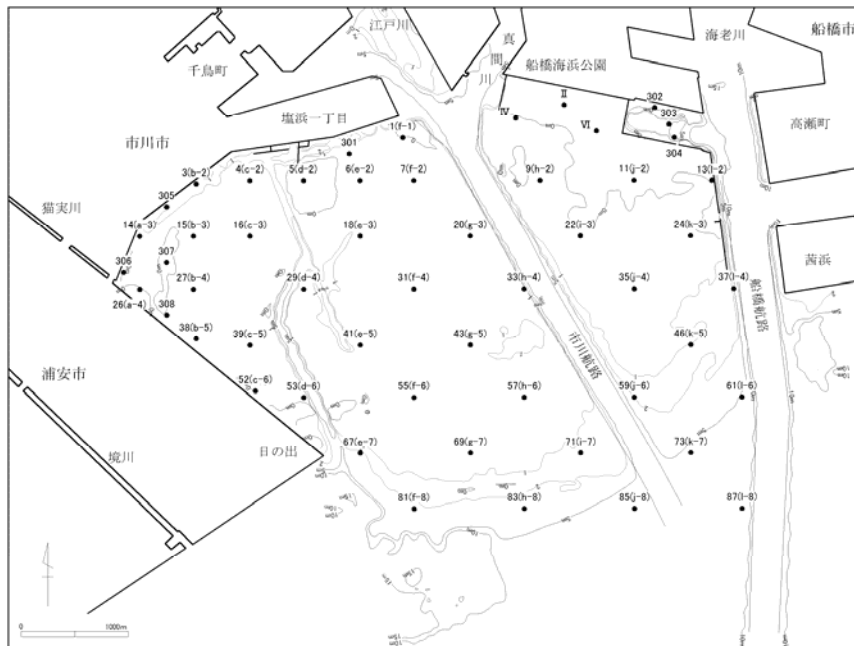 江戸川
真間川
海老川
船橋市
千鳥町
船橋海浜公園
塩浜一丁目
高瀬町
市川市
猫実川
茜浜
船橋航路
市川航路
浦安市
境川
日の出
Ⅱ
Ⅳ
Ⅵ
302
303
304
1(f-1)
301
3(b-2)
4(c-2)
5(d-2)
6(e-2)
7(f-2)
9(h-2)
11(j-2)
13(l-2)
305
14(a-3)
15(b-3)
16(c-3)
18(e-3)
20(g-3)
22(i-3)
24(k-3)
306
307
26(a-4)
27(b-4)
29(d-4)
31(f-4)
33(h-4)
35(j-4)
37(l-4)
308
38(b-5)
39(c-5)
41(e-5)
43(g-5)
46(k-5)
52(c-6)
53(d-6)
55(f-6)
57(h-6)
59(j-6)
61(l-6)
67(e-7)
69(g-7)
71(i-7)
73(k-7)
81(f-8)
83(h-8)
85(j-8)
87(l-8)
0
1000m